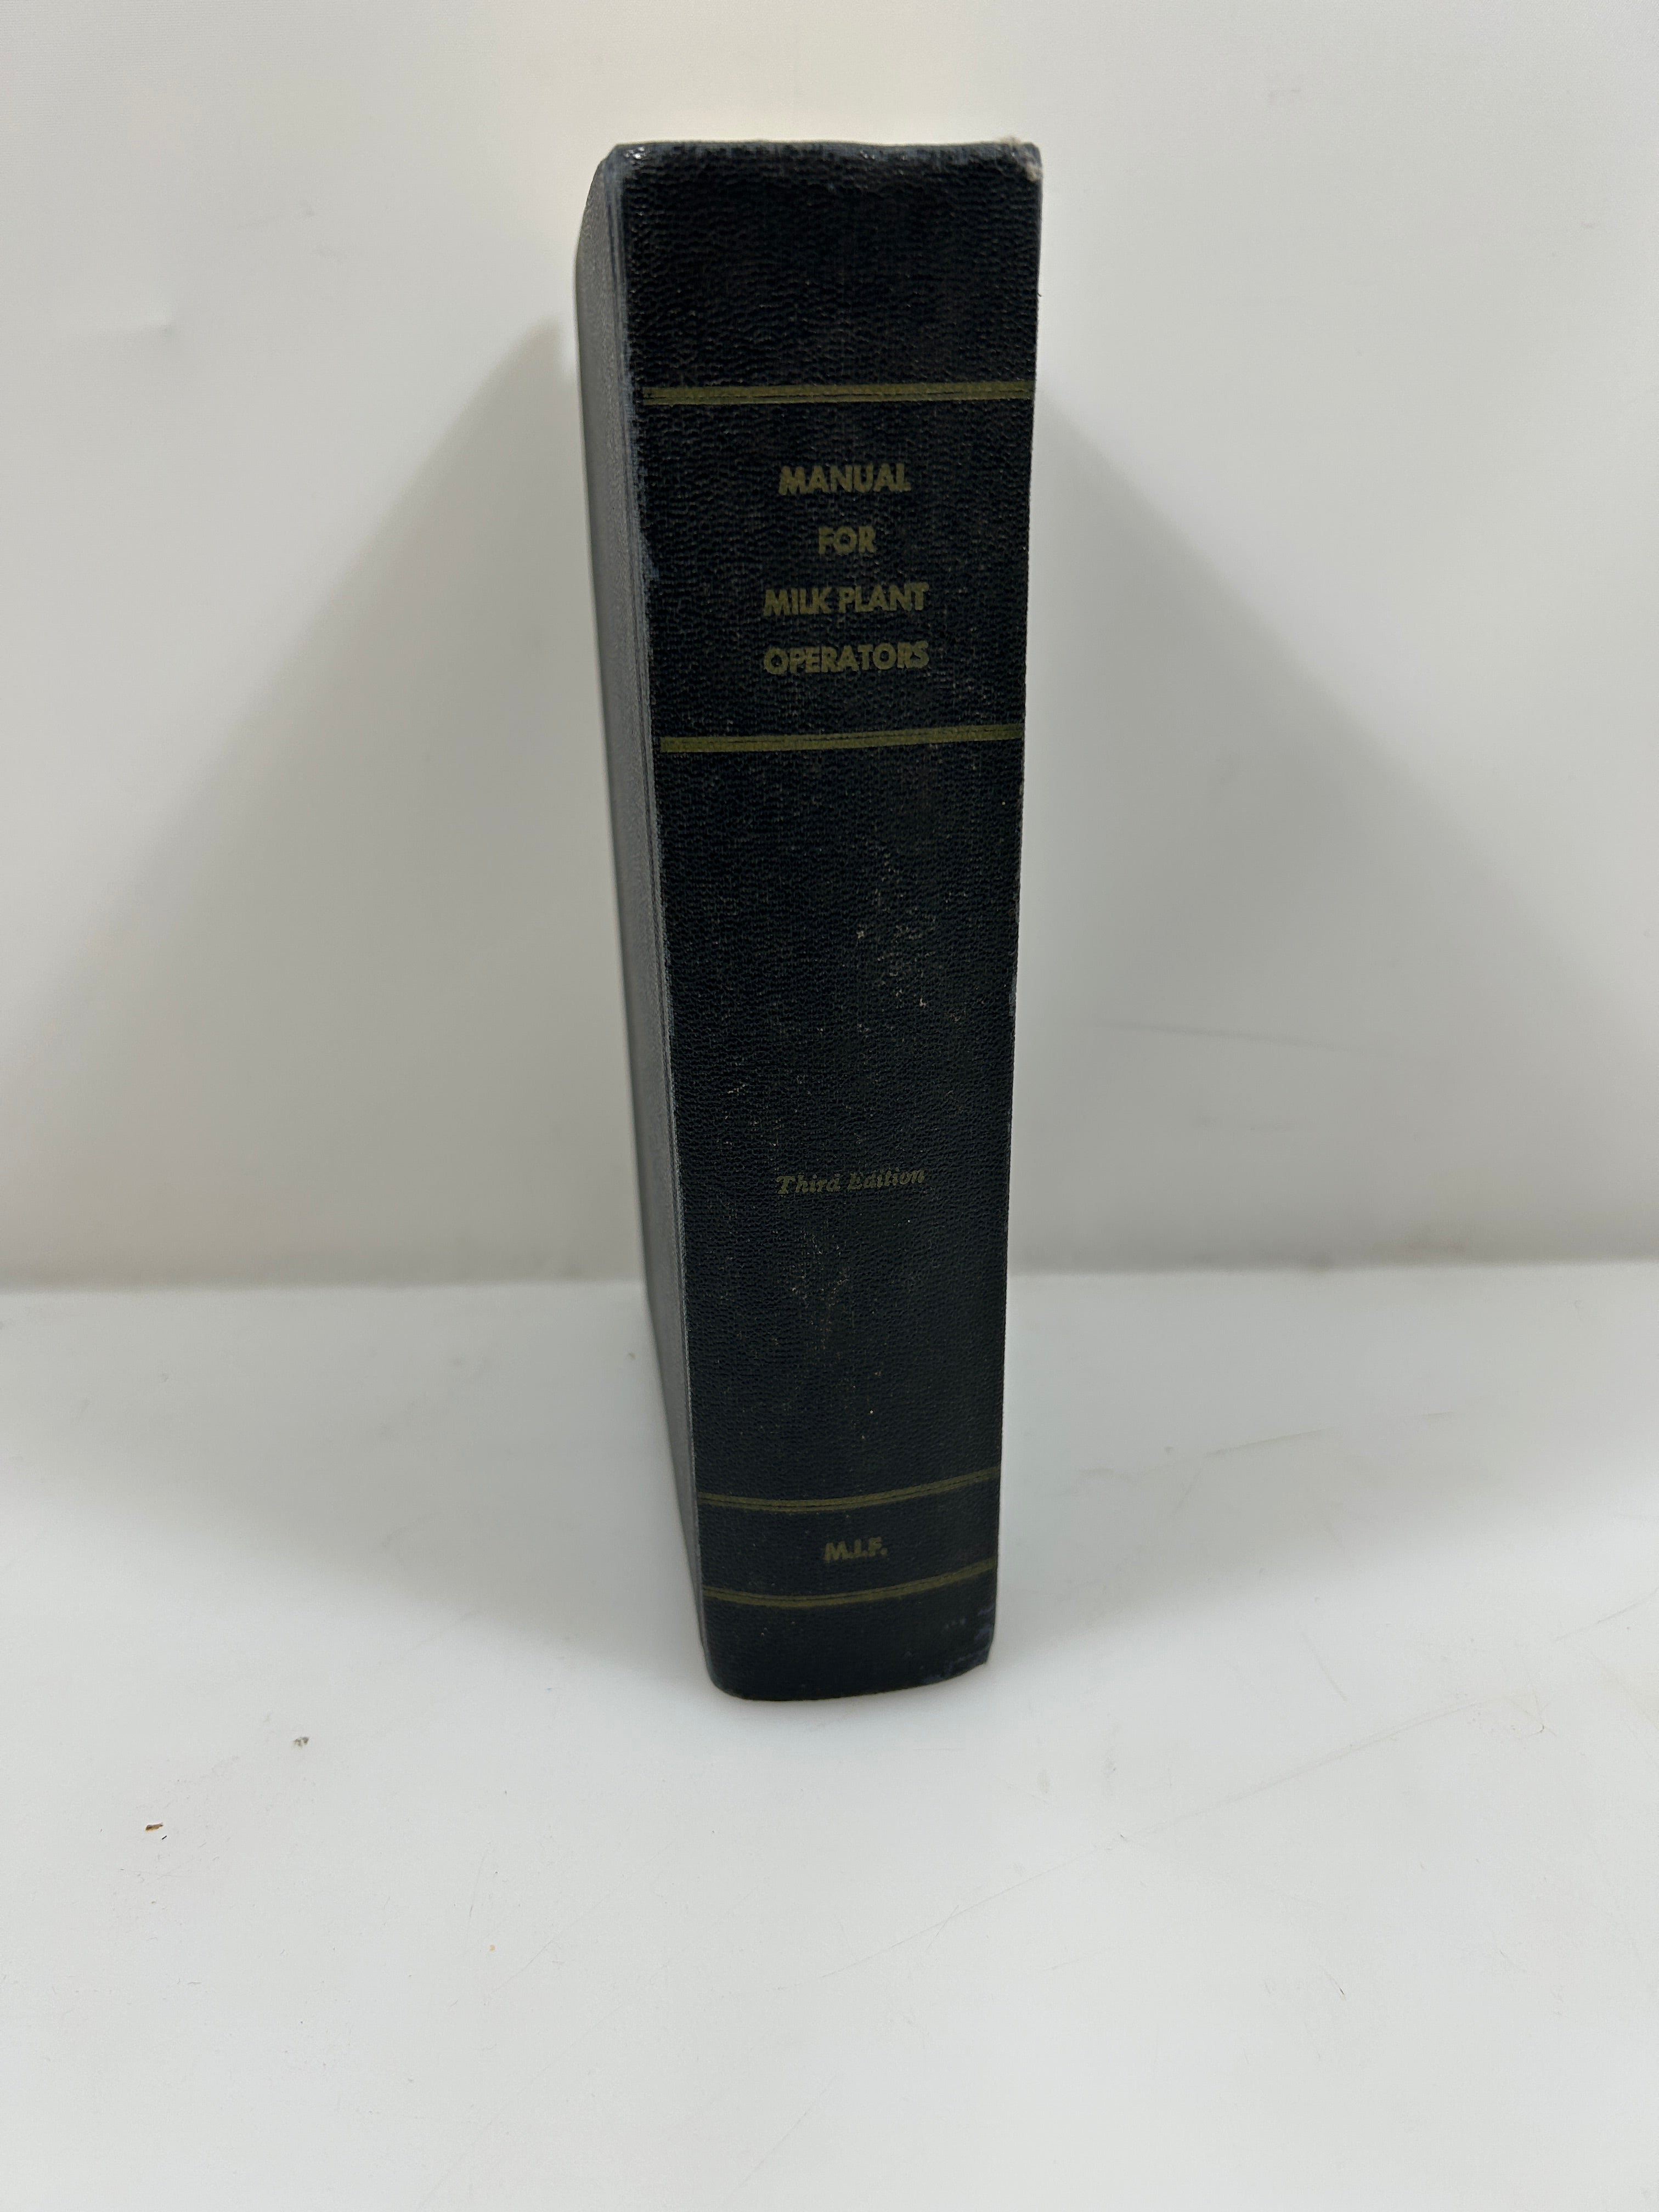 MANUAL
FOR
MILK PLANT
OPERATORS
Third Edition
M.I.F.